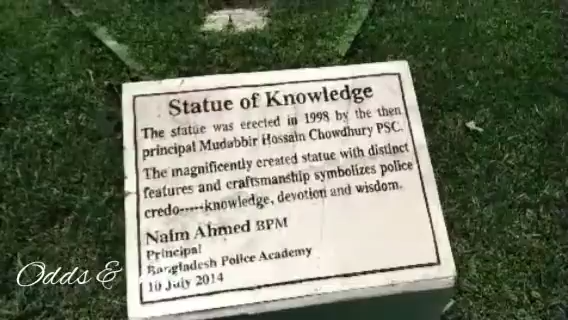 Statue of Knowledge
The statue was erected in 1998 by the then
principal Mudabbir Hossain Chowdhury PSC.
The magnificently created statue with distinct
features and craftsmanship symbolizes police
credo-----knowledge, devotion and wisdom.
Naim Ahmed BPM
Principal
Bangladesh Police Academy
10 July 2014
Odds &